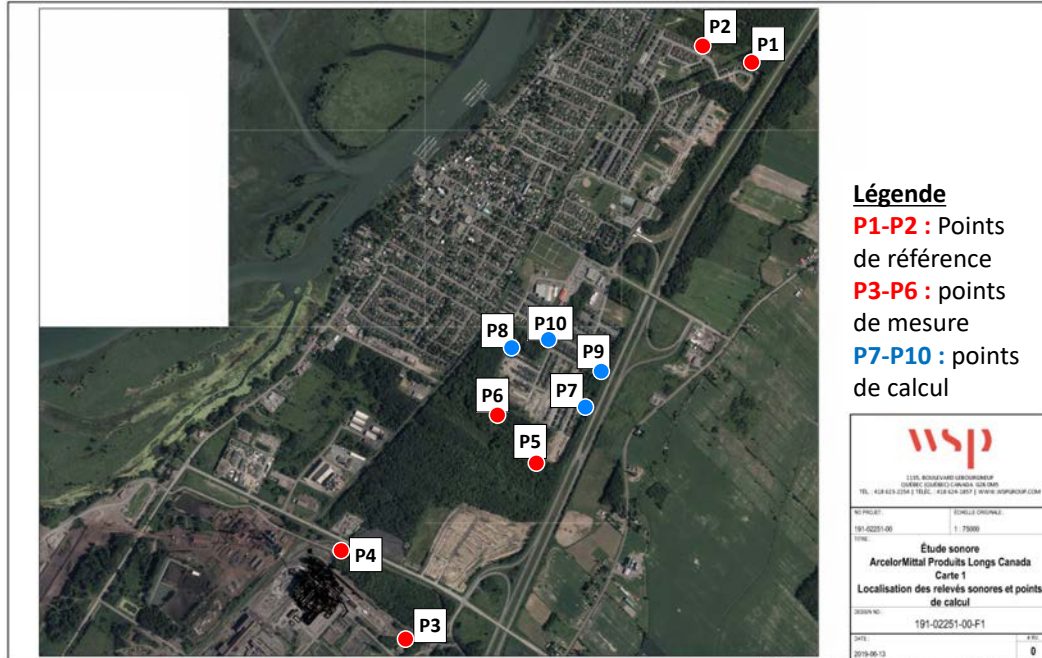 P2
P1
P8
P10
P9
P7
P6
P5
P4
P3
Légende
P1-P2 : Points
de référence
P3-P6 : points
de mesure
P7-P10 : points
de calcul
wsp
1135, BOULEVARD LEBOURGNEUF
QUÉBEC (QUÉBEC) CANADA G2K 0M5
TÉL. : 418 623-2254 | TÉLÉC. : 418 624-1857 | WWW.WSPGROUP.COM
NO PROJET :
ÉCHELLE ORIGINALE :
191-02251-00
1 : 75000
TITRE :
Étude sonore
ArcelorMittal Produits Longs Canada
Carte 1
Localisation des relevés sonores et points
de calcul
DESSIN NO :
191-02251-00-F1
DATE :
2019-06-13
0